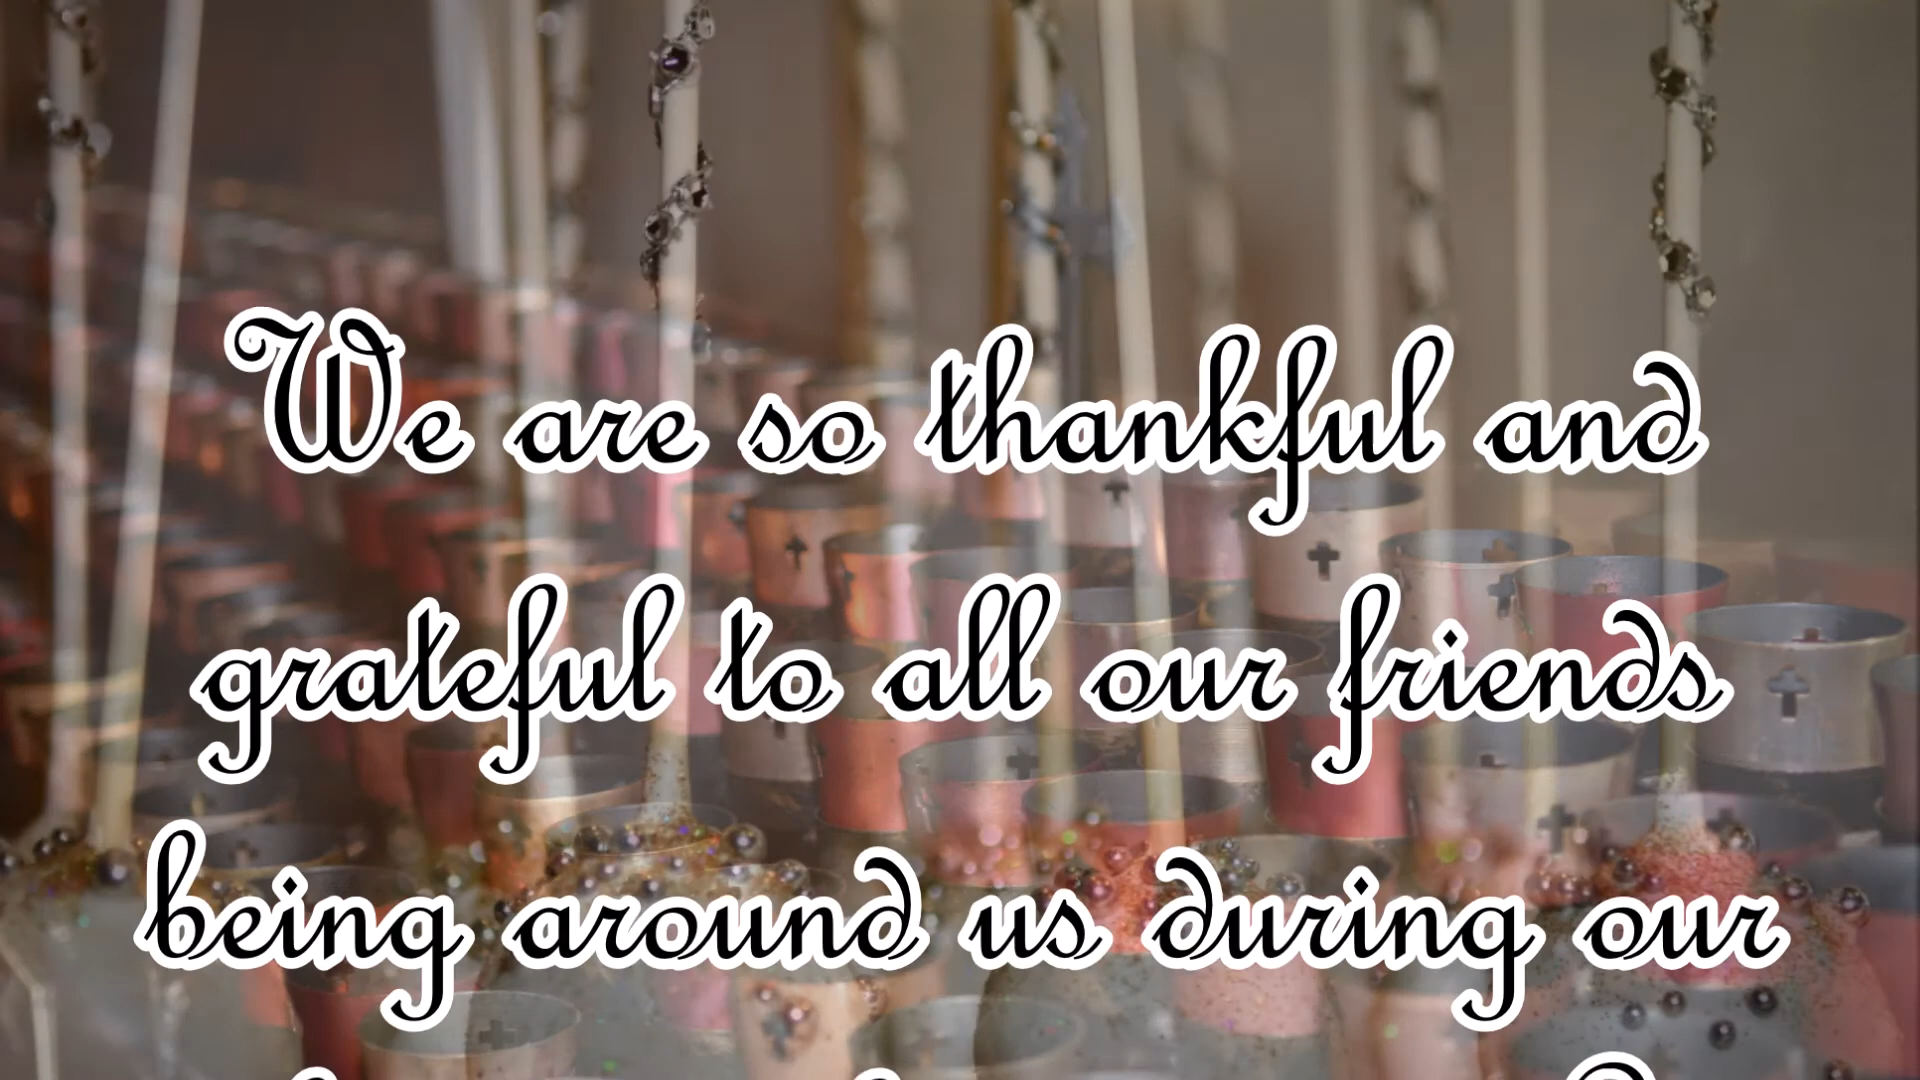 We are so thankful and
grateful to all our friends
being around us during our